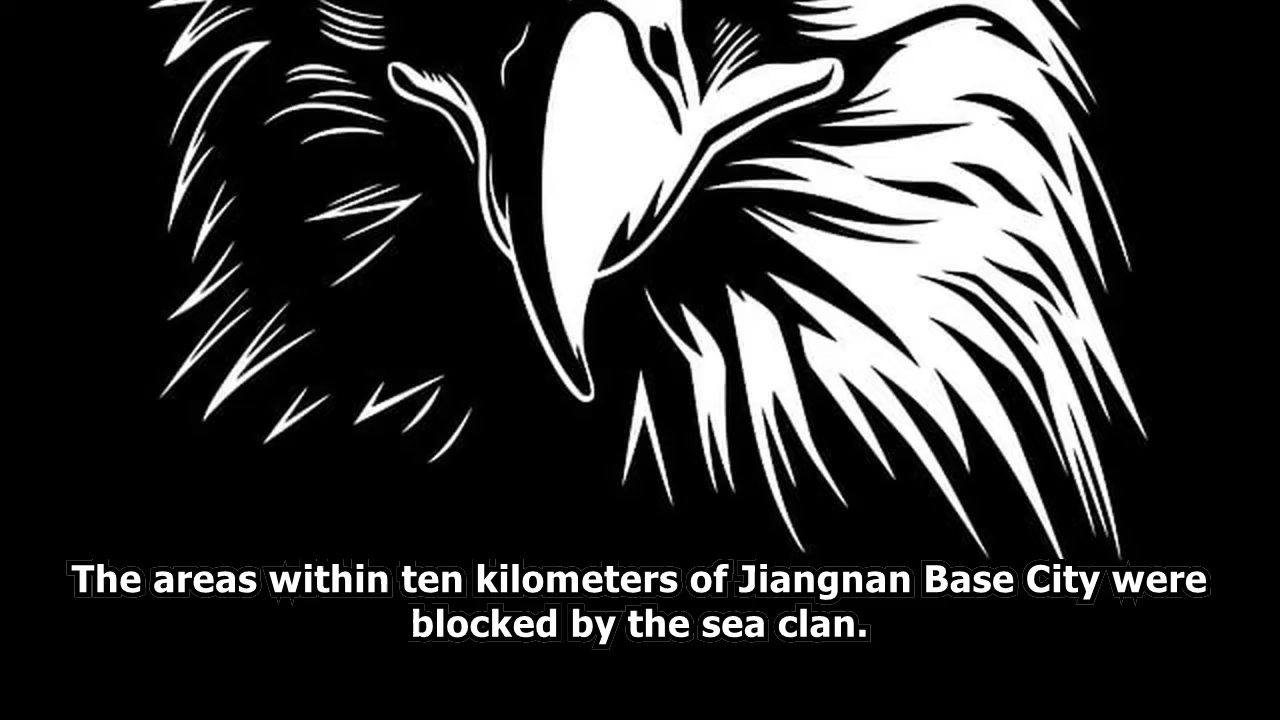 The areas within ten kilometers of Jiangnan Base City were
blocked by the sea clan.